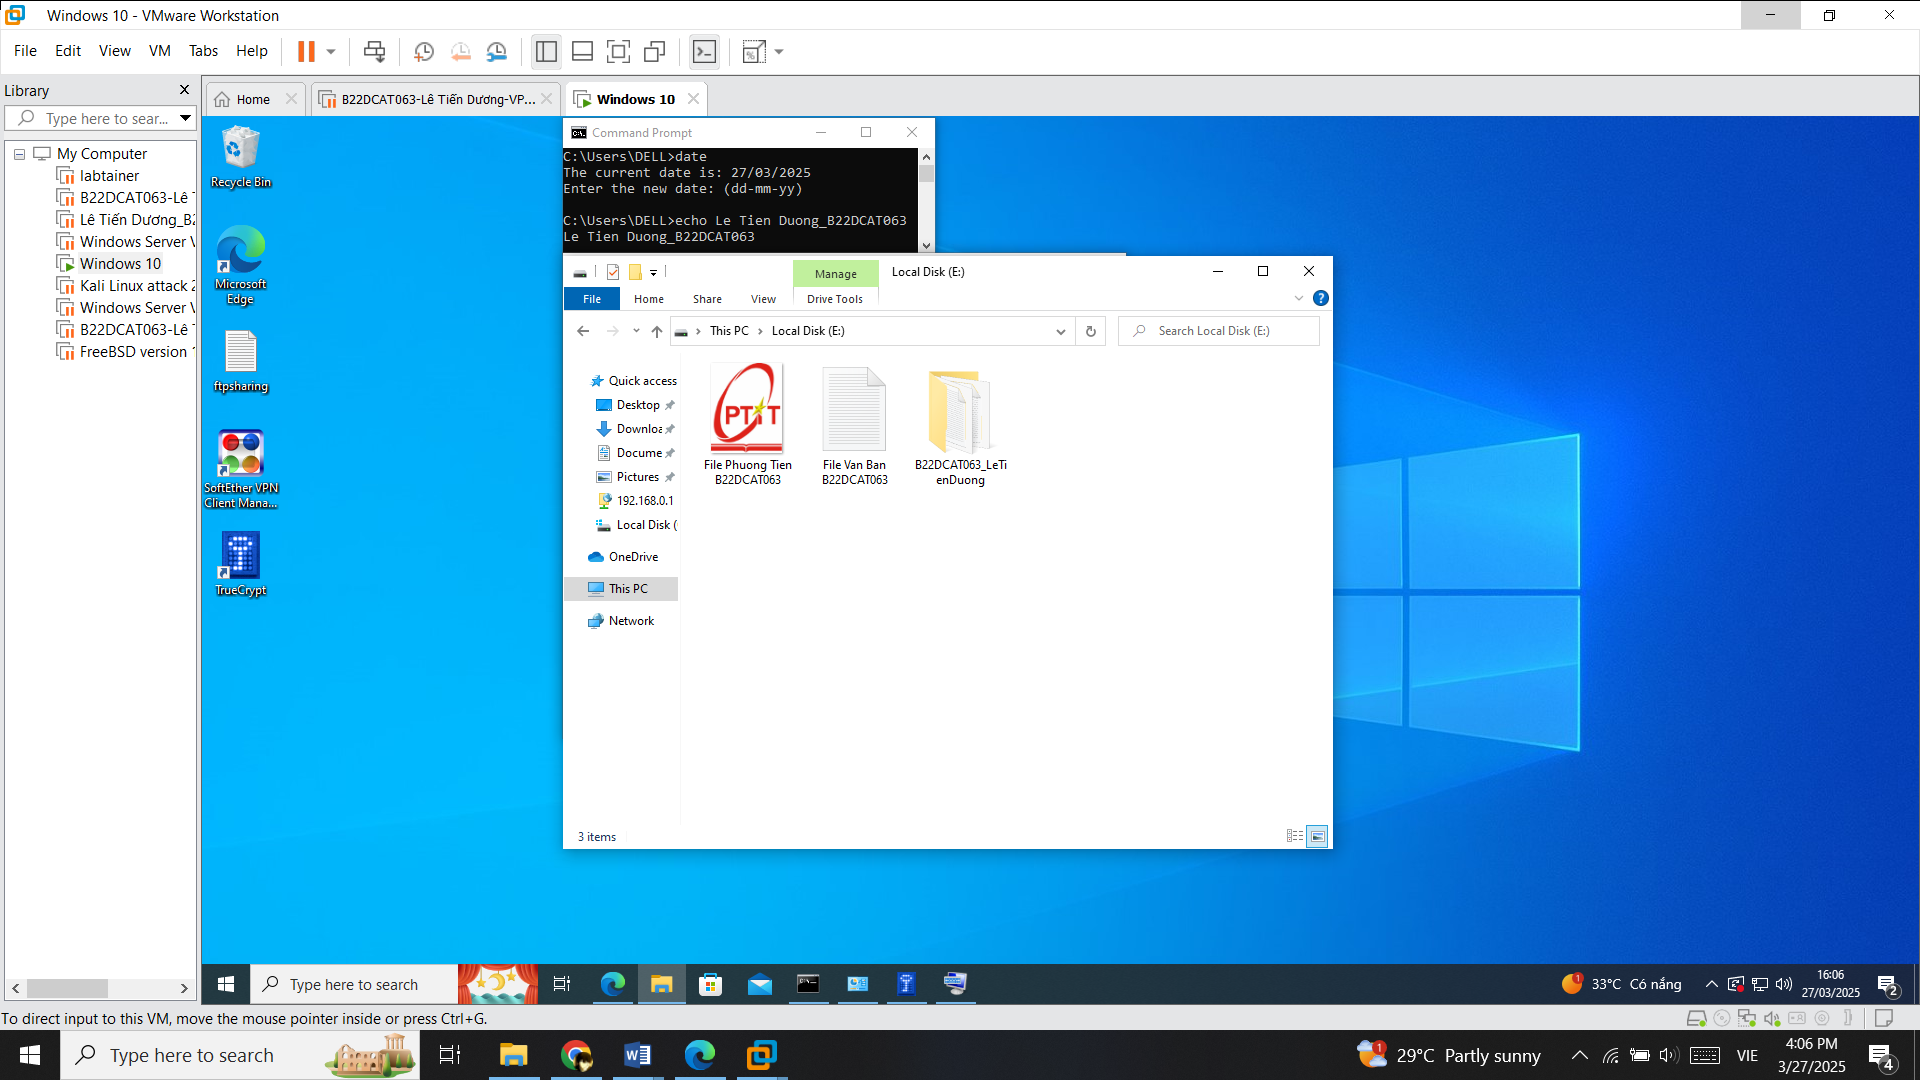 Windows 10 - VMware Workstation
File Edit View VM Tabs Help
Library
Type here to sear...
Home
B22DCAT063-Lê Tiến Dương-VP...
Windows 10
My Computer
labtainer
B22DCAT063-Lê T
Lê Tiến Dương_B2
Windows Server V
Windows 10
Kali Linux attack 2
Windows Server V
B22DCAT063-Lê T
FreeBSD version 1
Recycle Bin
Microsoft
Edge
ftpsharing
SoftEther VPN
Client Mana...
TrueCrypt
Command Prompt
C:\Users\DELL>date
The current date is: 27/03/2025
Enter the new date: (dd-mm-yy)
C:\Users\DELL>echo Le Tien Duong_B22DCAT063
Le Tien Duong_B22DCAT063
Manage
Local Disk (E:)
File Home Share View Drive Tools
This PC > Local Disk (E:)
Search Local Disk (E:)
Quick access
Desktop
Downloa
Docume
Pictures
192.168.0.1
Local Disk (
OneDrive
This PC
Network
PTIT
File Phuong Tien
B22DCAT063
File Van Ban
B22DCAT063
B22DCAT063_LeTi
enDuong
3 items
Type here to search
33°C Có nắng
16:06
27/03/2025
2
To direct input to this VM, move the mouse pointer inside or press Ctrl+G.
Type here to search
29°C Partly sunny
VIE
4:06 PM
3/27/2025
4